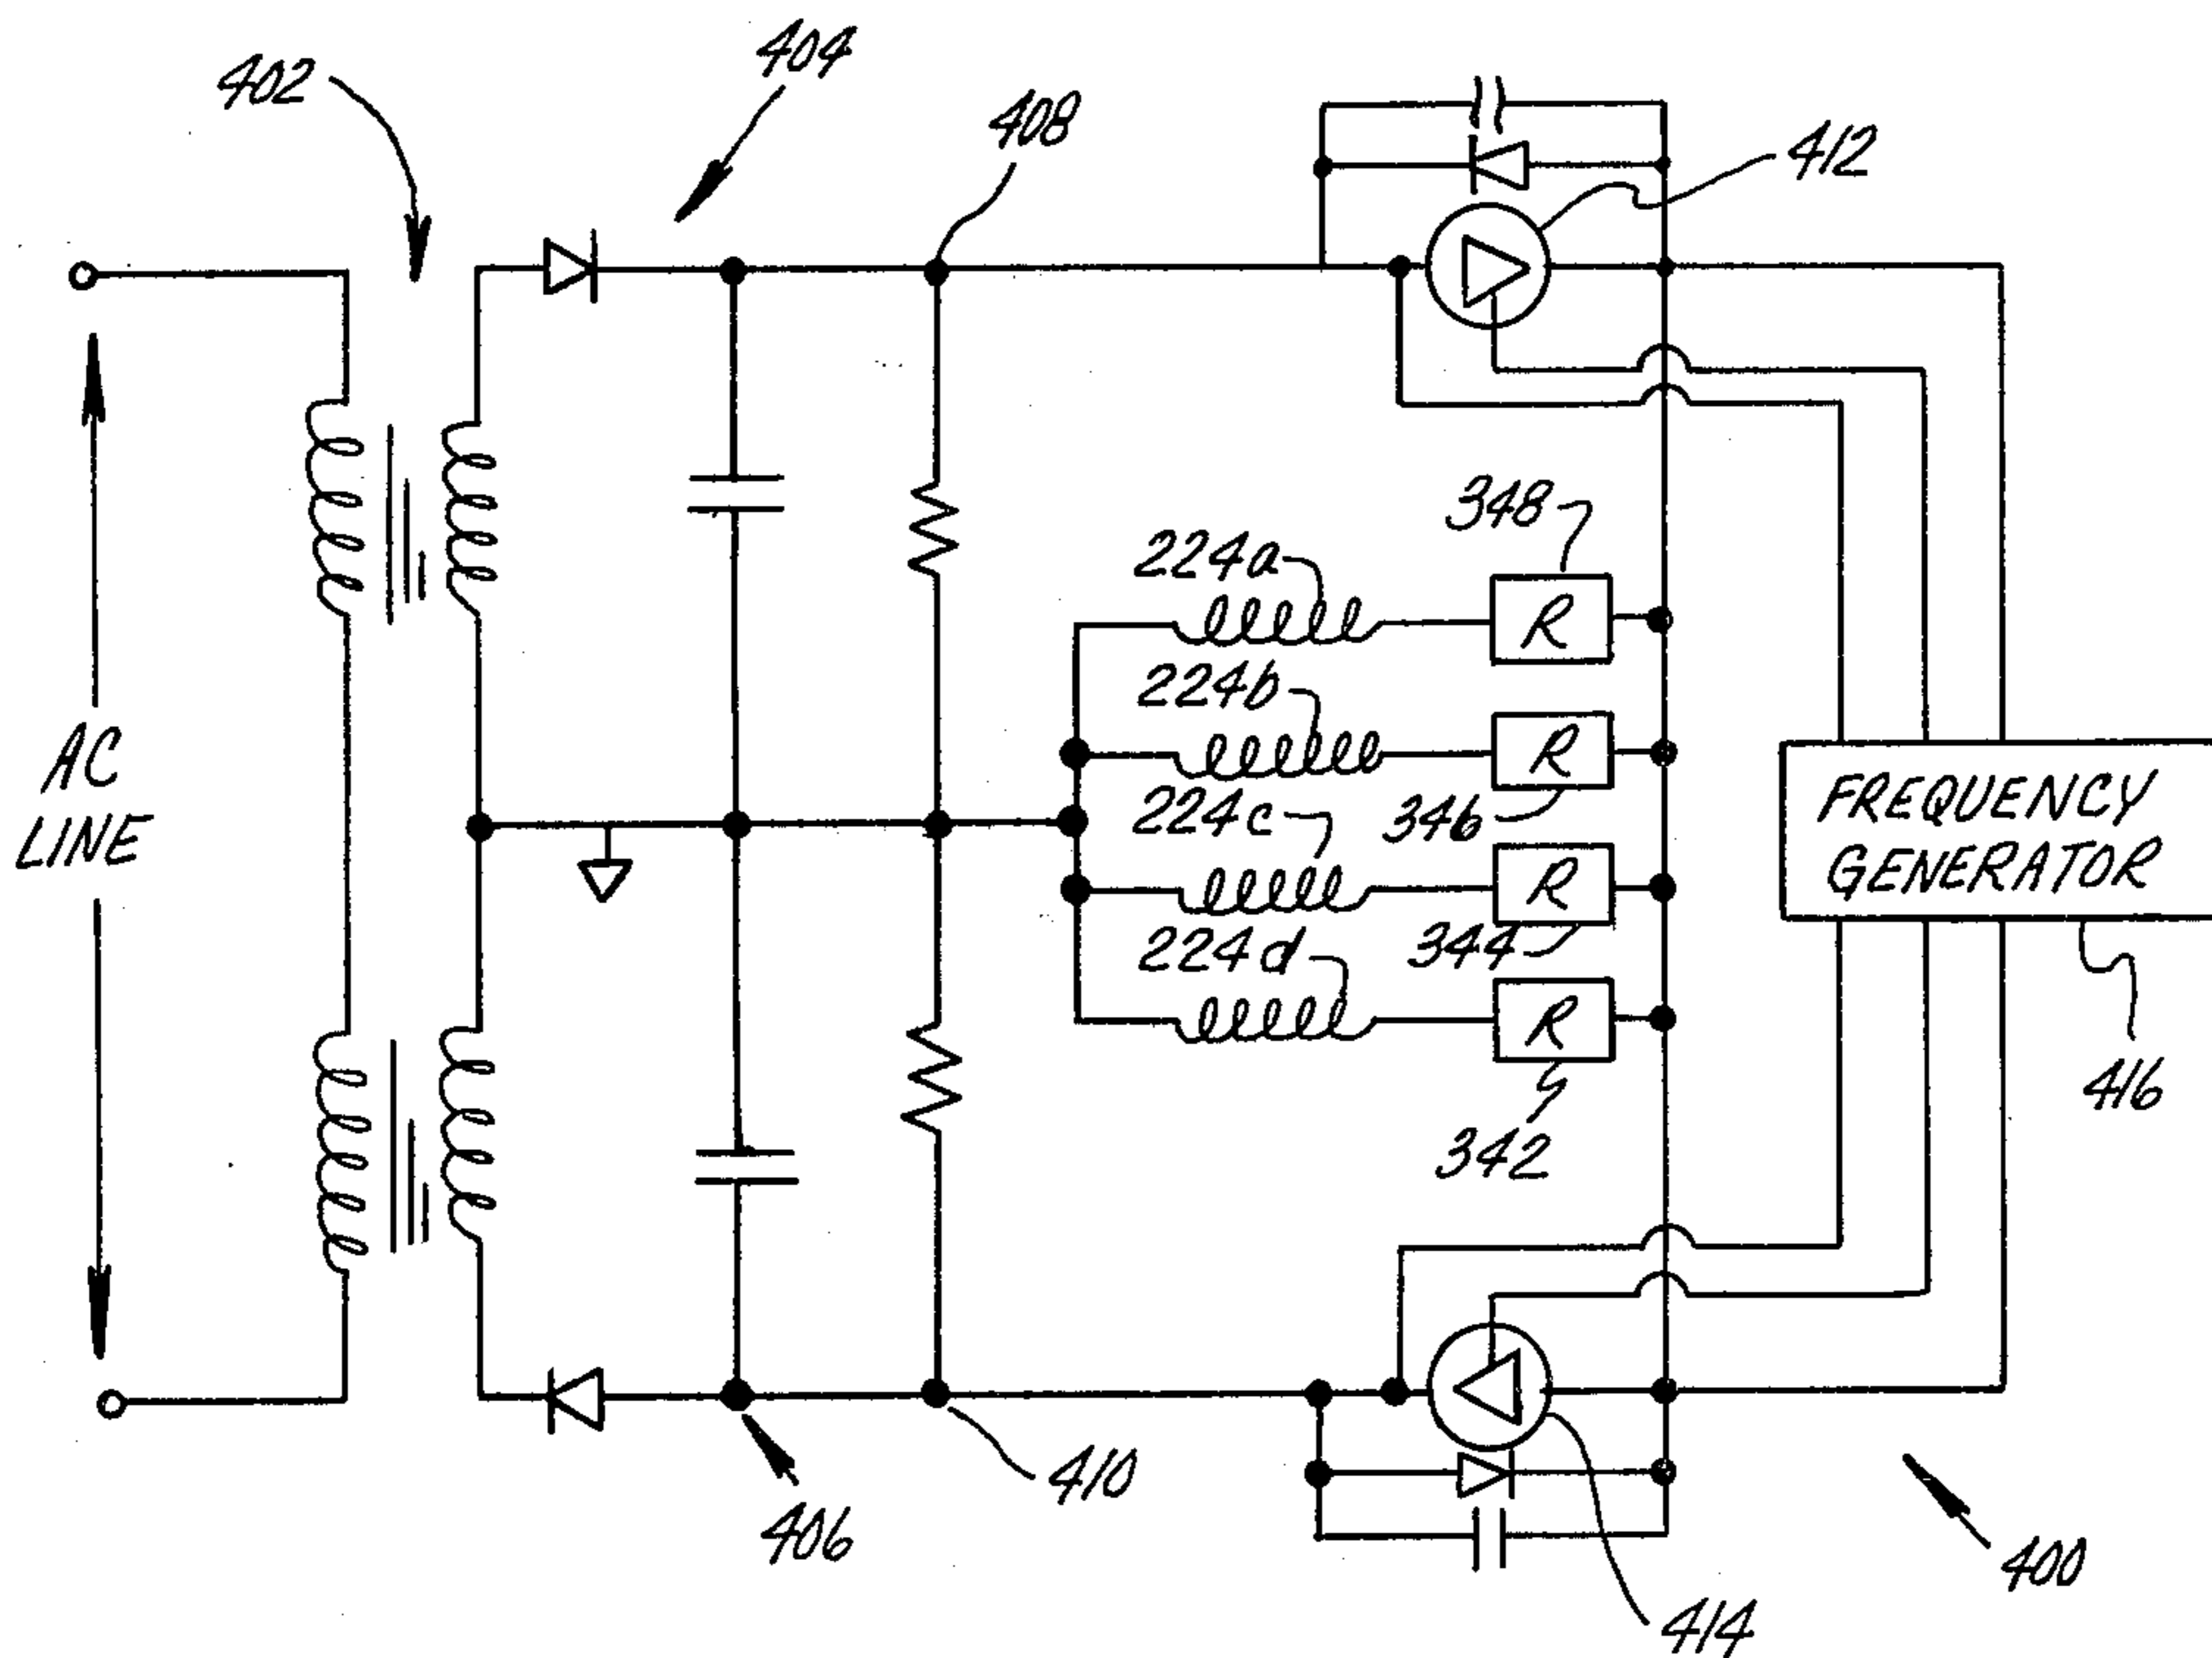 402
404
408
412
348
224a
R
224b
R
AC
LINE
224c
346
R
FREQUENCY
GENERATOR
224d
344
R
342
416
410
406
400
414